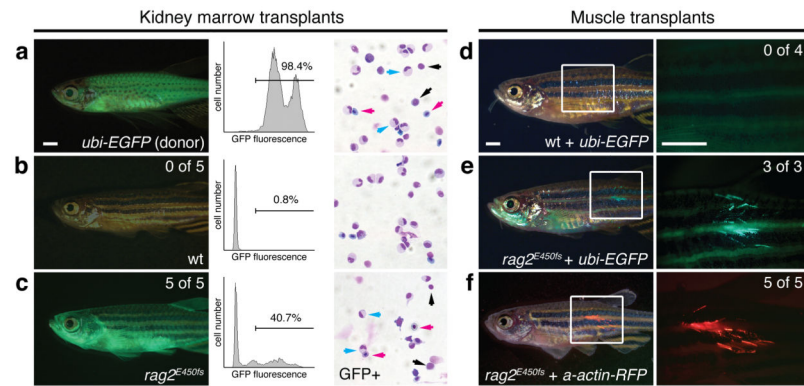 Kidney marrow transplants
Muscle transplants
a
ubi-EGFP (donor)
cell number
98.4%
GFP fluorescence
b
0 of 5
wt
cell number
0.8%
GFP fluorescence
c
5 of 5
rag2E450fs
cell number
40.7%
GFP fluorescence
GFP+
d
wt + ubi-EGFP
0 of 4
e
rag2E450fs + ubi-EGFP
3 of 3
f
rag2E450fs + a-actin-RFP
5 of 5